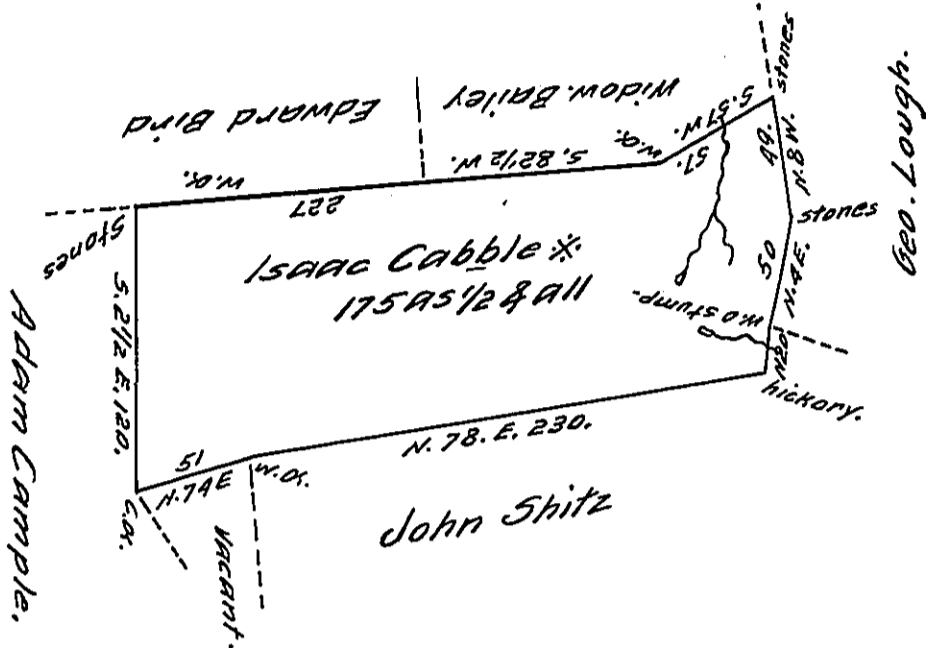 Edward Bird
Widow. Bailey
Geo. Lough.
stones
S. 57 W.
51.
W.O.
S. 82 1/2 W.
W.O.
227
stones
49.
N. 8 W.
stones
50
N. 4 E.
W.O stump
N 20
hickory.
Isaac Cabble ※
175 as 1/2 & all
S. 2 1/2 E. 120.
Adam Cample.
51
N. 74 E
W.O.
N. 78. E. 230.
C.O.
Vacant.
John Shitz